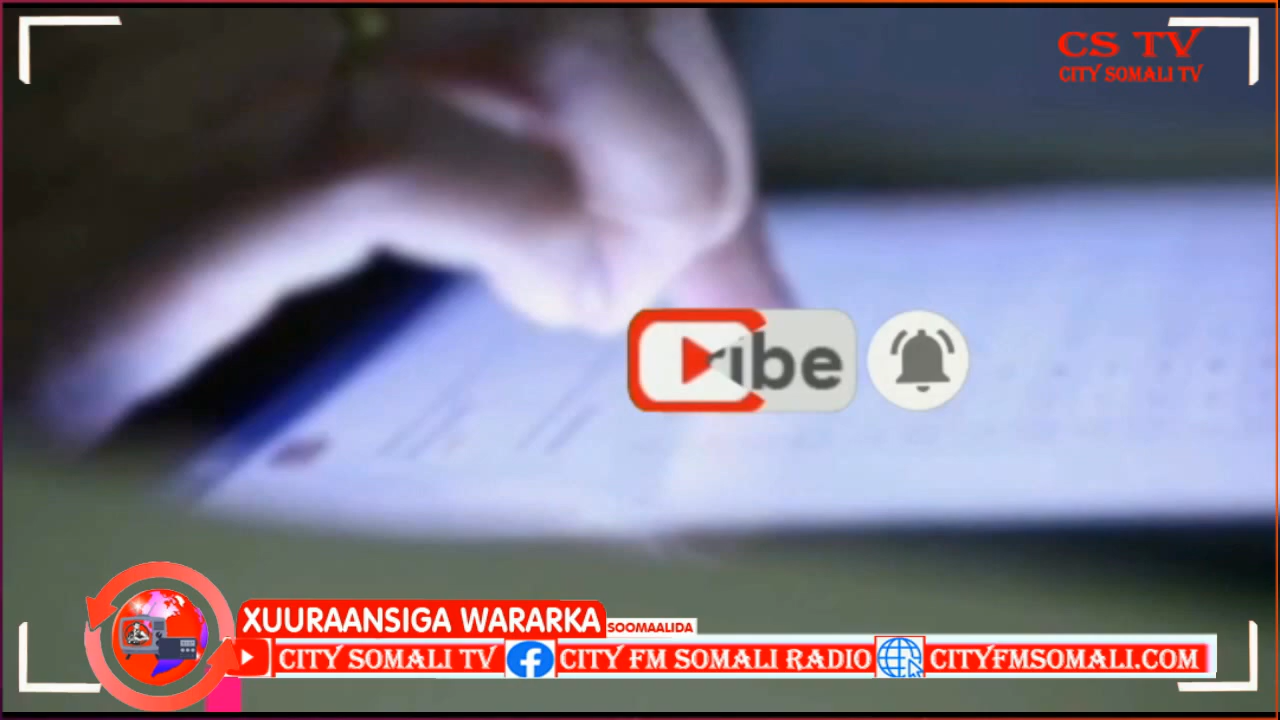 CS TV
CITY SOMALI TV
ribe
XUURAANSIGA WARARKA
SOOMAALIDA
CITY SOMALI TV CITY FM SOMALI RADIO CITYFMSOMALI.COM